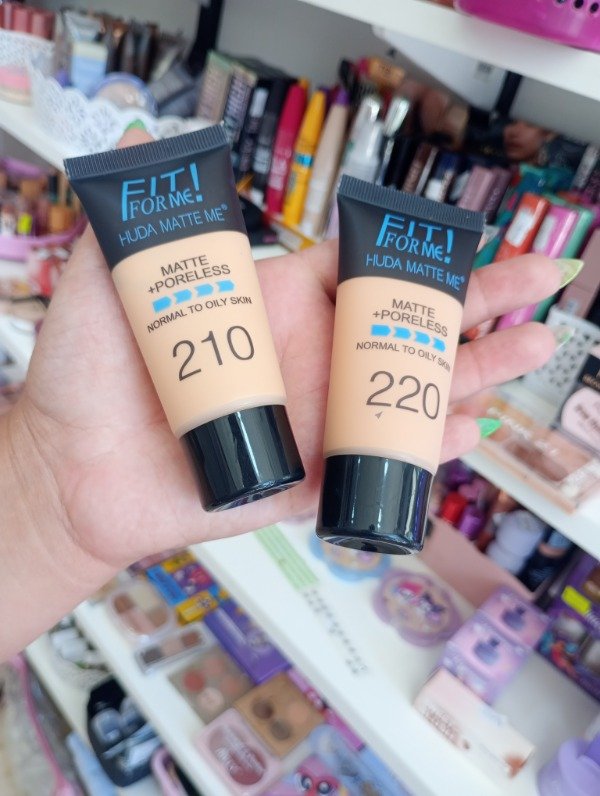 FIT!
FOR ME!
HUDA MATTE ME®
MATTE
+PORELESS
NORMAL TO OILY SKIN
210
FIT!
FOR ME!
HUDA MATTE ME®
MATTE
+PORELESS
NORMAL TO OILY SKIN
220